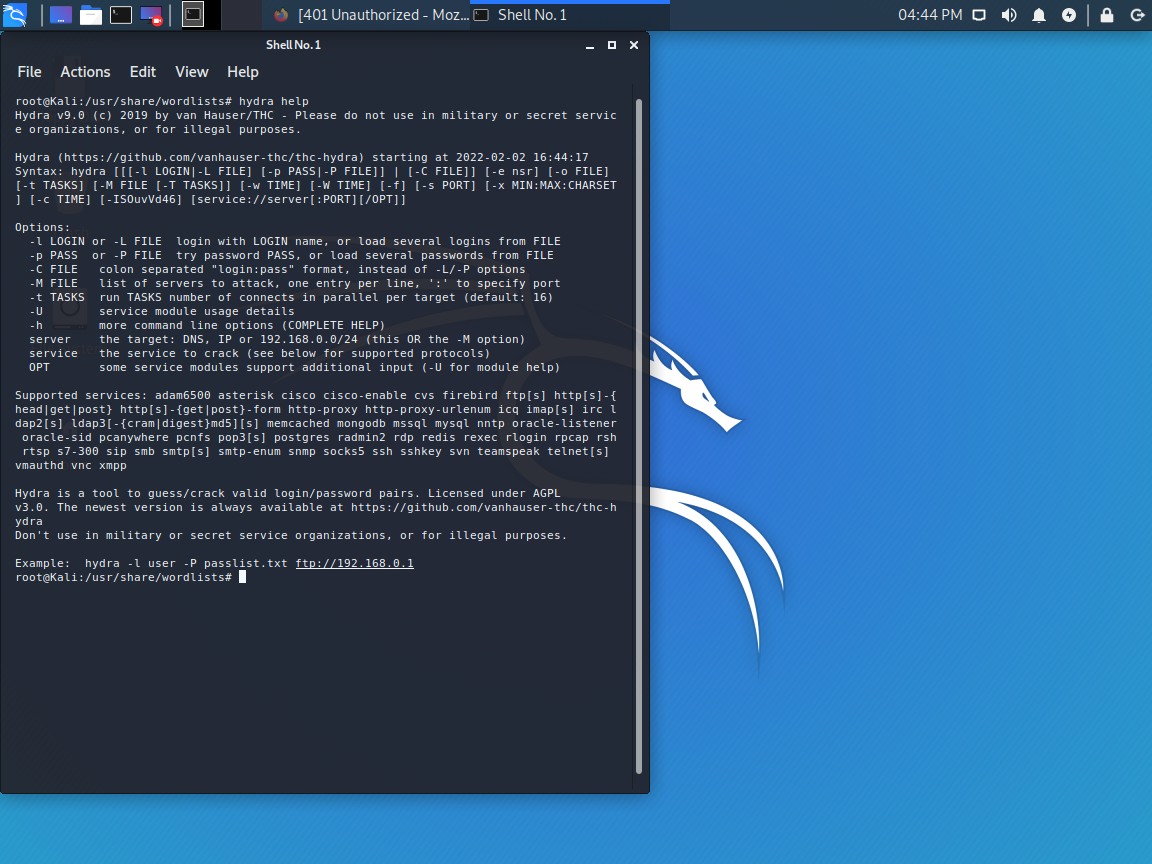 [401 Unauthorized - Moz...
Shell No. 1
04:44 PM
Shell No. 1
File Actions Edit View Help
root@Kali:/usr/share/wordlists# hydra help
Hydra v9.0 (c) 2019 by van Hauser/THC - Please do not use in military or secret servic
e organizations, or for illegal purposes.
Hydra (https://github.com/vanhauser-thc/thc-hydra) starting at 2022-02-02 16:44:17
Syntax: hydra [[[-l LOGIN|-L FILE] [-p PASS|-P FILE]] | [-C FILE]] [-e nsr] [-o FILE]
[-t TASKS] [-M FILE [-T TASKS]] [-w TIME] [-W TIME] [-f] [-s PORT] [-x MIN:MAX:CHARSET
] [-c TIME] [-ISOuvVd46] [service://server[:PORT][/OPT]]
Options:
-l LOGIN or -L FILE login with LOGIN name, or load several logins from FILE
-p PASS or -P FILE try password PASS, or load several passwords from FILE
-C FILE colon separated "login:pass" format, instead of -L/-P options
-M FILE list of servers to attack, one entry per line, ':' to specify port
-t TASKS run TASKS number of connects in parallel per target (default: 16)
-U service module usage details
-h more command line options (COMPLETE HELP)
server the target: DNS, IP or 192.168.0.0/24 (this OR the -M option)
service the service to crack (see below for supported protocols)
OPT some service modules support additional input (-U for module help)
Supported services: adam6500 asterisk cisco cisco-enable cvs firebird ftp[s] http[s]-{
head|get|post} http[s]-{get|post}-form http-proxy http-proxy-urlenum icq imap[s] irc l
dap2[s] ldap3[-{cram|digest}md5][s] memcached mongodb mssql mysql nntp oracle-listener
oracle-sid pcanywhere pcnfs pop3[s] postgres radmin2 rdp redis rexec rlogin rpcap rsh
rtsp s7-300 sip smb smtp[s] smtp-enum snmp socks5 ssh sshkey svn teamspeak telnet[s]
vmauthd vnc xmpp
Hydra is a tool to guess/crack valid login/password pairs. Licensed under AGPL
v3.0. The newest version is always available at https://github.com/vanhauser-thc/thc-h
ydra
Don't use in military or secret service organizations, or for illegal purposes.
Example: hydra -l user -P passlist.txt ftp://192.168.0.1
root@Kali:/usr/share/wordlists#